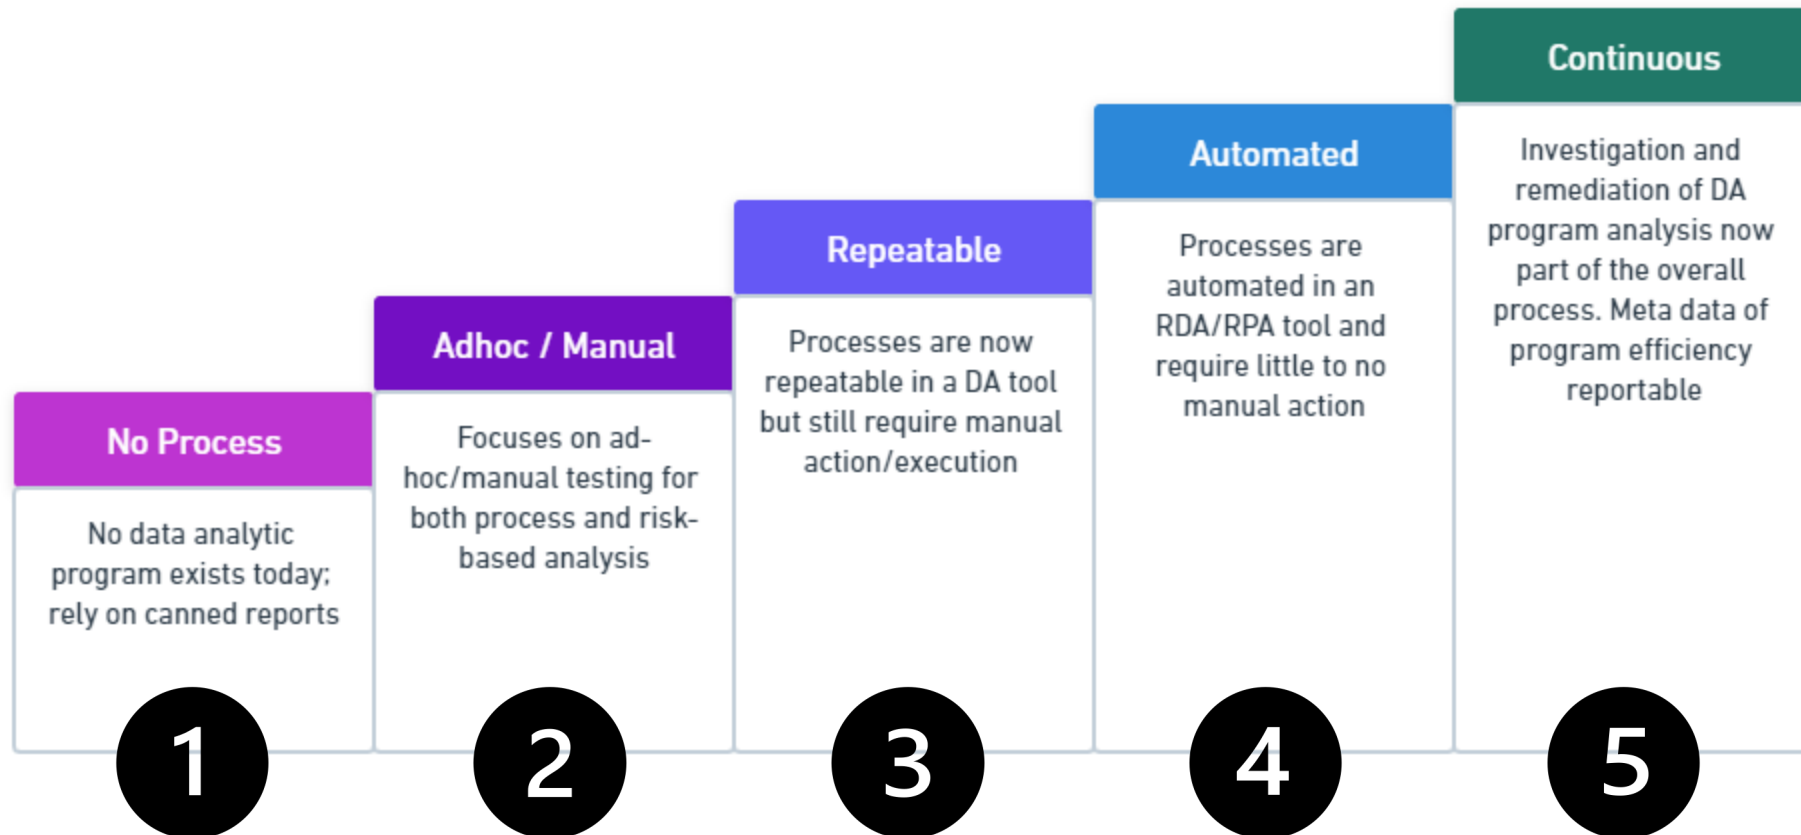 No Process
No data analytic
program exists today;
rely on canned reports
1
Adhoc / Manual
Focuses on ad-
hoc/manual testing for
both process and risk-
based analysis
2
Repeatable
Processes are now
repeatable in a DA tool
but still require manual
action/execution
3
Automated
Processes are
automated in an
RDA/RPA tool and
require little to no
manual action
4
Continuous
Investigation and
remediation of DA
program analysis now
part of the overall
process. Meta data of
program efficiency
reportable
5